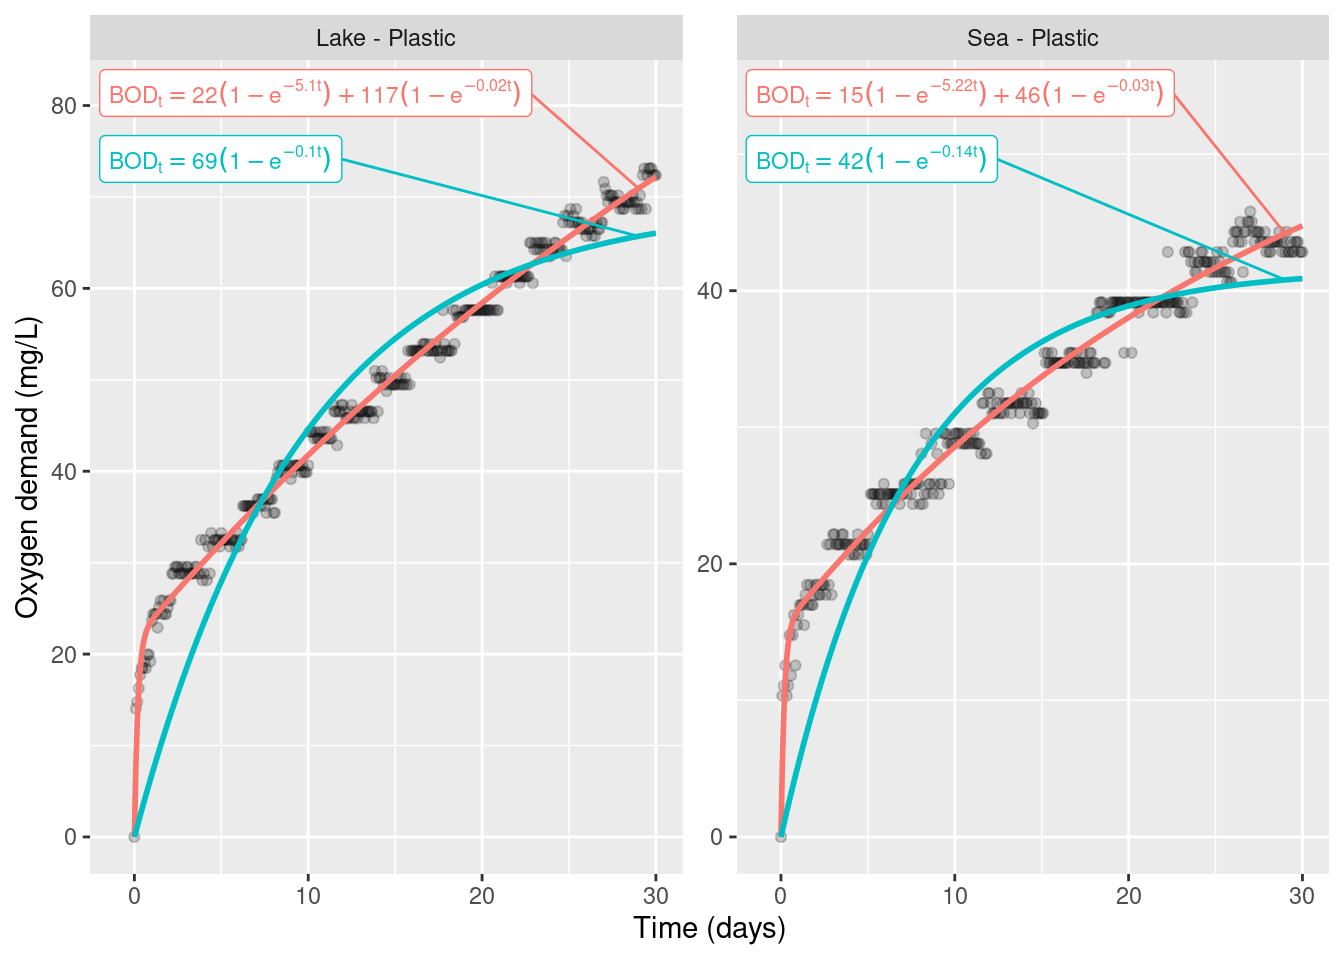 Lake - Plastic
Sea - Plastic
BODₜ = 22(1 − e^−5.1t) + 117(1 − e^−0.02t)
BODₜ = 69(1 − e^−0.1t)
BODₜ = 15(1 − e^−5.22t) + 46(1 − e^−0.03t)
BODₜ = 42(1 − e^−0.14t)
Oxygen demand (mg/L)
80
60
40
20
0
40
20
0
0 10 20 30
0 10 20 30
Time (days)